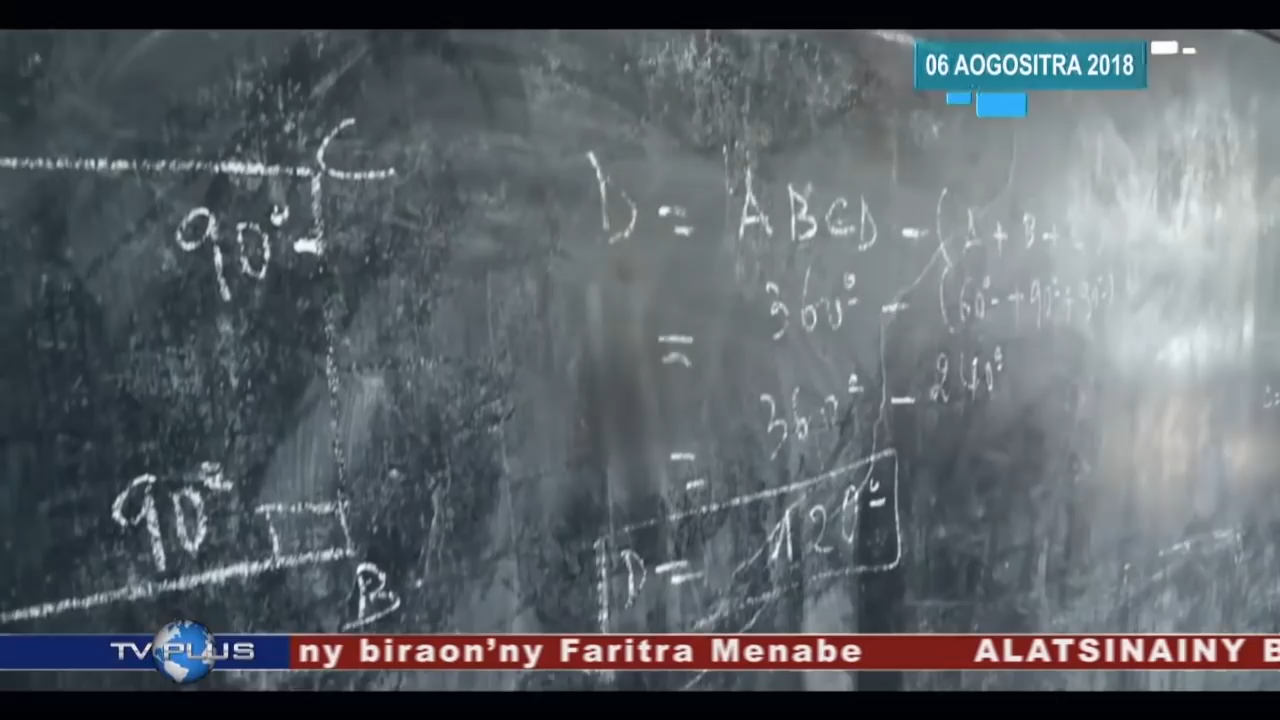 06 AOGOSITRA 2018
C
90°
D = ABCD - (A + B + C
= 360° - (60° + 90° + 90°)
= 360° - 240°
90°
D = 120°
B
TV PLUS
ny biraon'ny Faritra Menabe ALATSINAINY B